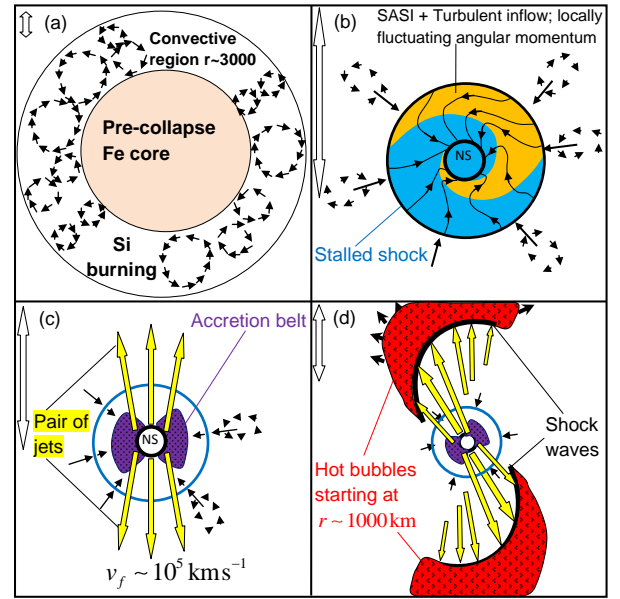 (a)
Convective
region r~3000
Pre-collapse
Fe core
Si
burning
(b)
SASI + Turbulent inflow; locally
fluctuating angular momentum
NS
Stalled shock
(c)
Accretion belt
Pair of
jets
NS
v_f ~ 10^5 km s^-1
(d)
Shock
waves
Hot bubbles
starting at
r ~ 1000 km